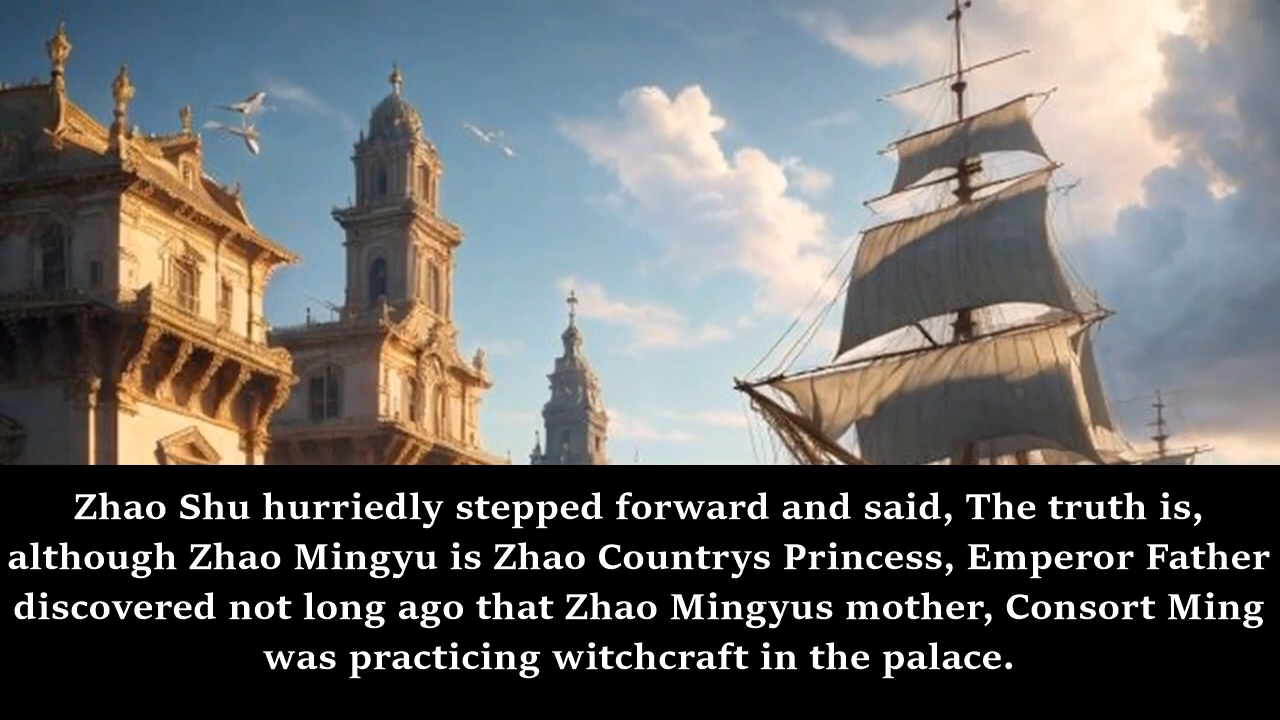 Zhao Shu hurriedly stepped forward and said, The truth is,
although Zhao Mingyu is Zhao Countrys Princess, Emperor Father
discovered not long ago that Zhao Mingyus mother, Consort Ming
was practicing witchcraft in the palace.